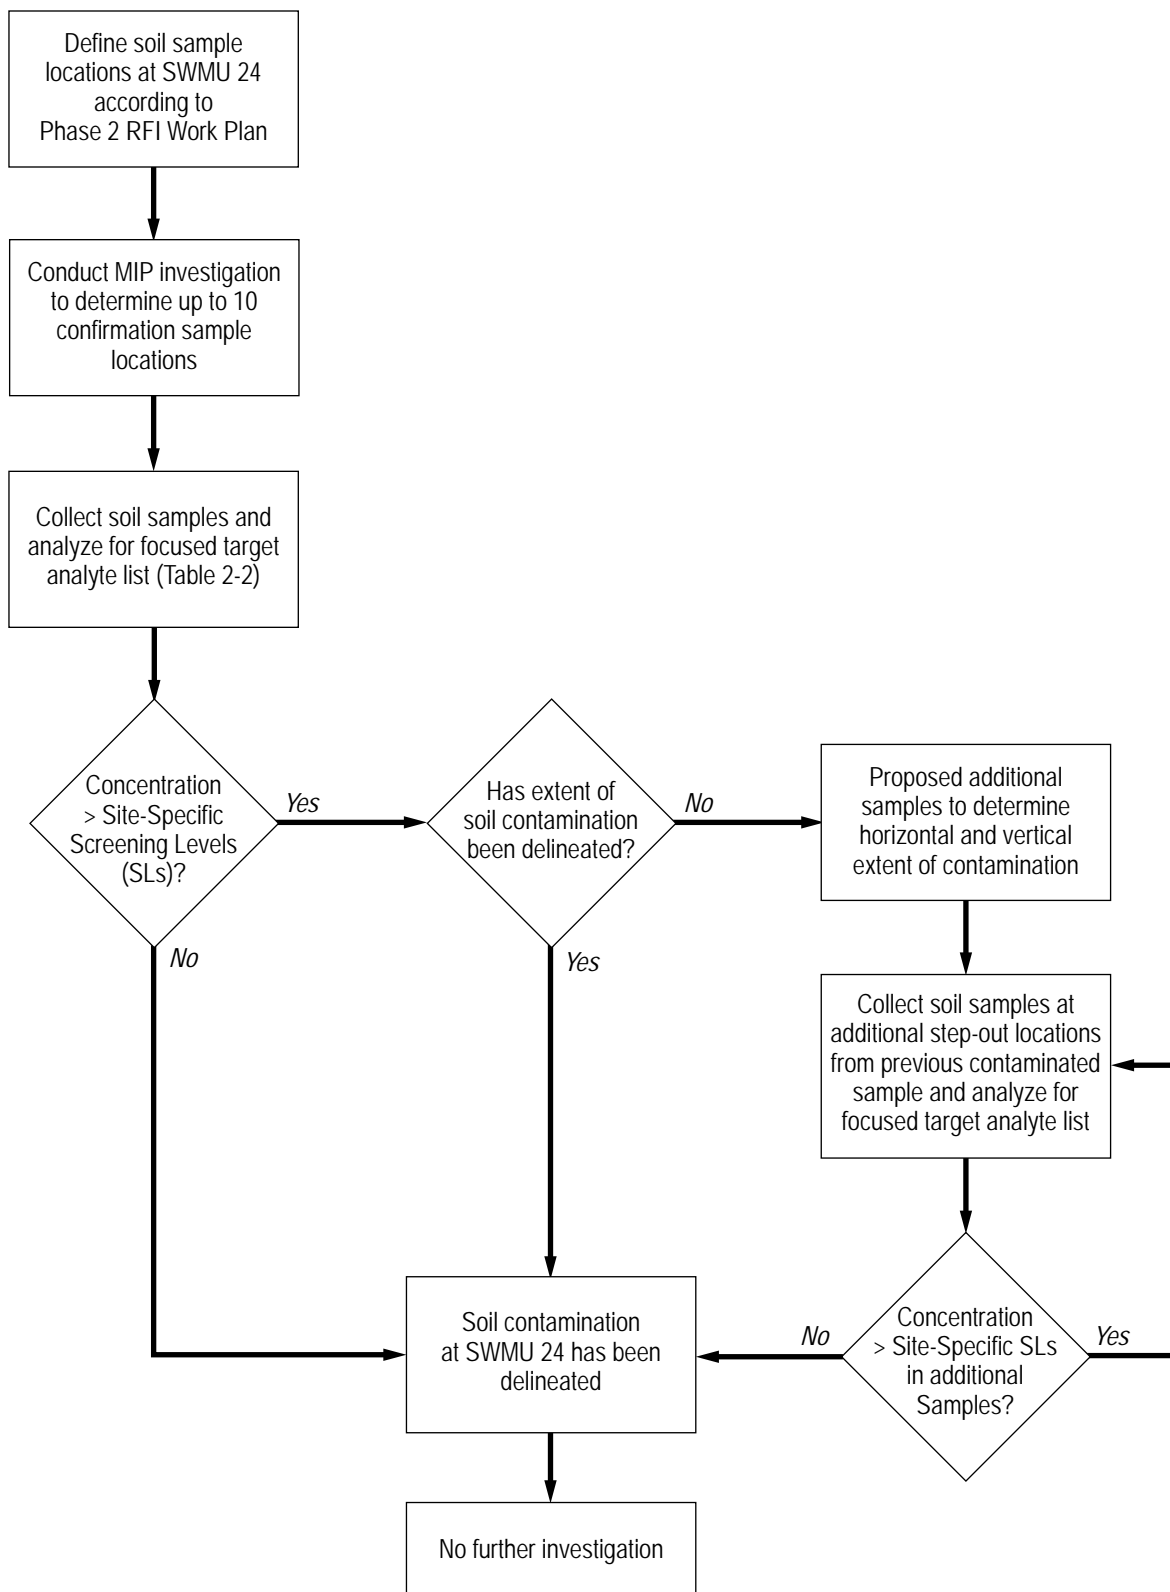 Define soil sample
locations at SWMU 24
according to
Phase 2 RFI Work Plan
Conduct MIP investigation
to determine up to 10
confirmation sample
locations
Collect soil samples and
analyze for focused target
analyte list (Table 2-2)
Concentration
> Site-Specific
Screening Levels
(SLs)?
Yes
No
Has extent of
soil contamination
been delineated?
No
Yes
Proposed additional
samples to determine
horizontal and vertical
extent of contamination
Collect soil samples at
additional step-out locations
from previous contaminated
sample and analyze for
focused target analyte list
Concentration
> Site-Specific SLs
in additional
Samples?
No
Yes
Soil contamination
at SWMU 24 has been
delineated
No further investigation